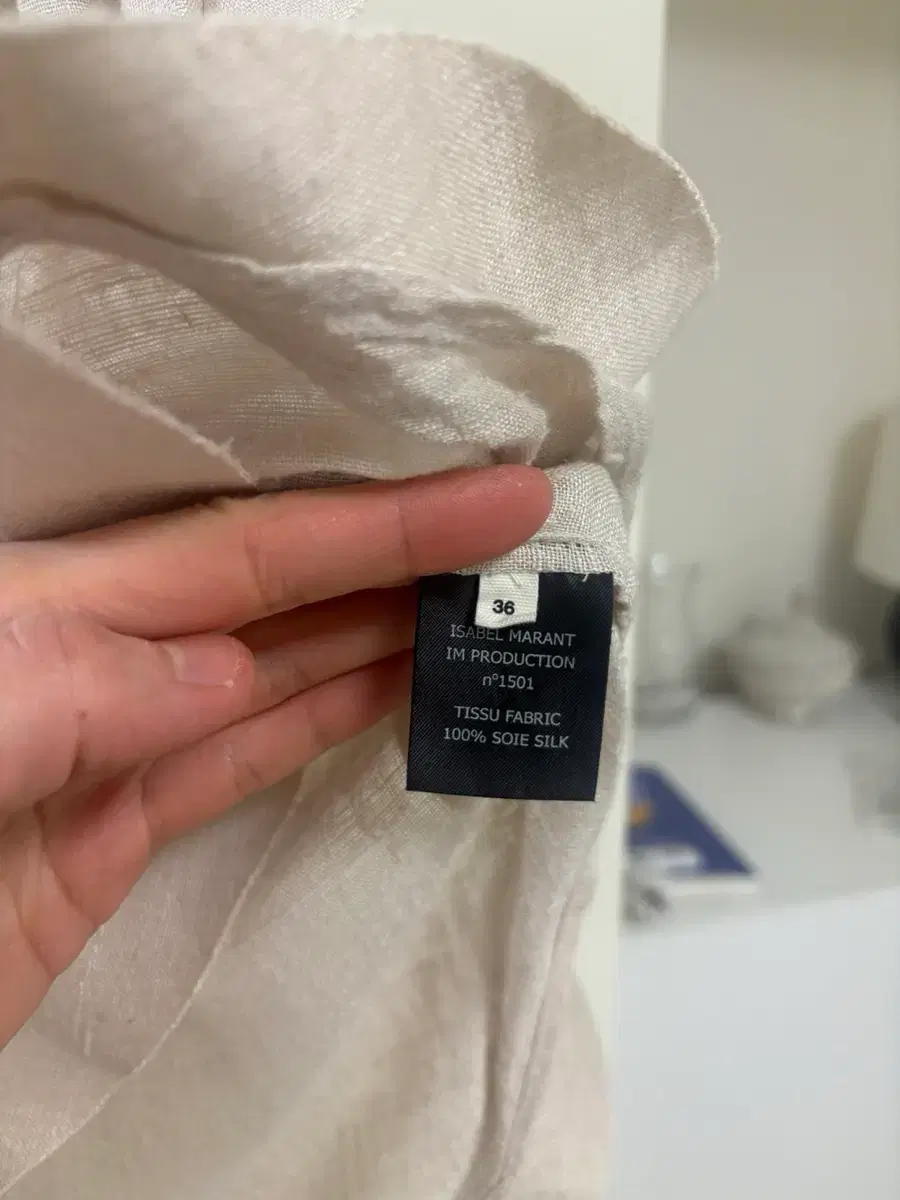 36
ISABEL MARANT
IM PRODUCTION
n°1501
TISSU FABRIC
100% SOIE SILK